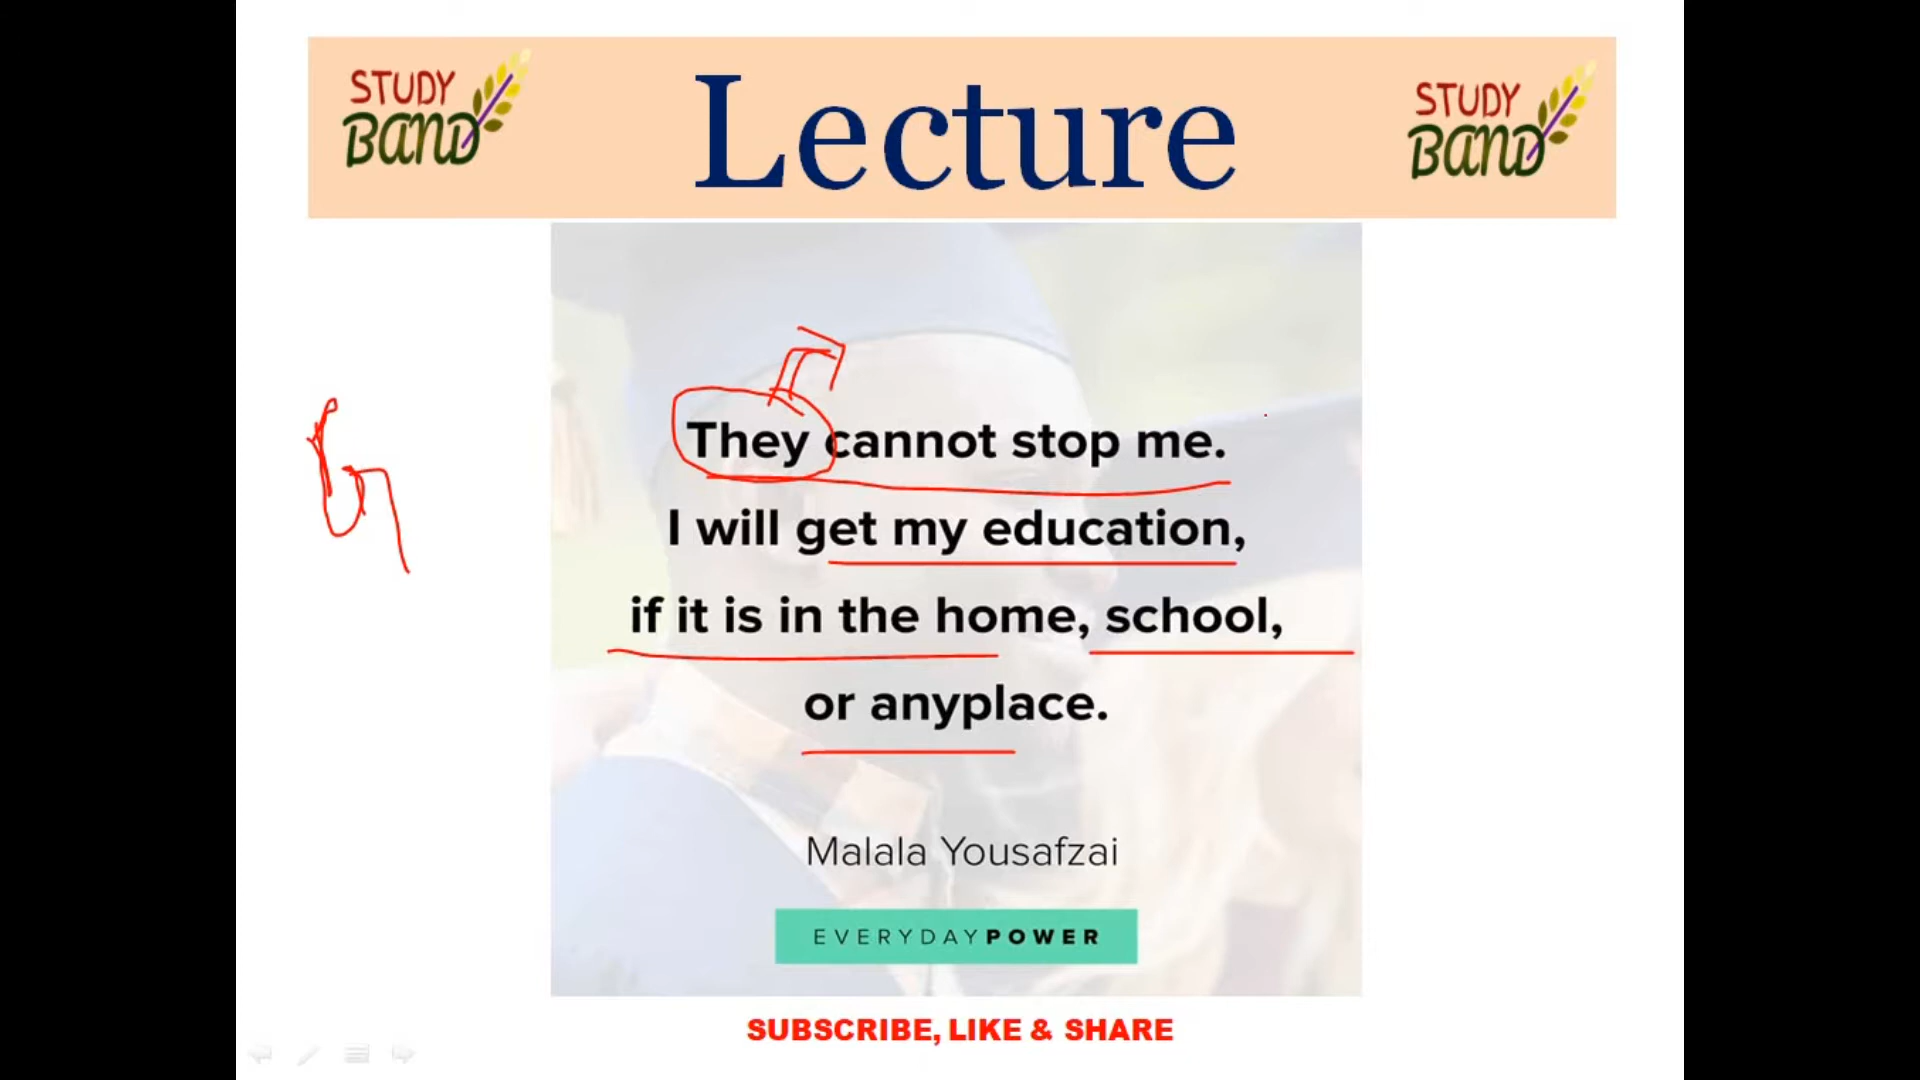 STUDY
BAND
Lecture
STUDY
BAND
They cannot stop me.
I will get my education,
if it is in the home, school,
or anyplace.
Malala Yousafzai
EVERYDAYPOWER
SUBSCRIBE, LIKE & SHARE